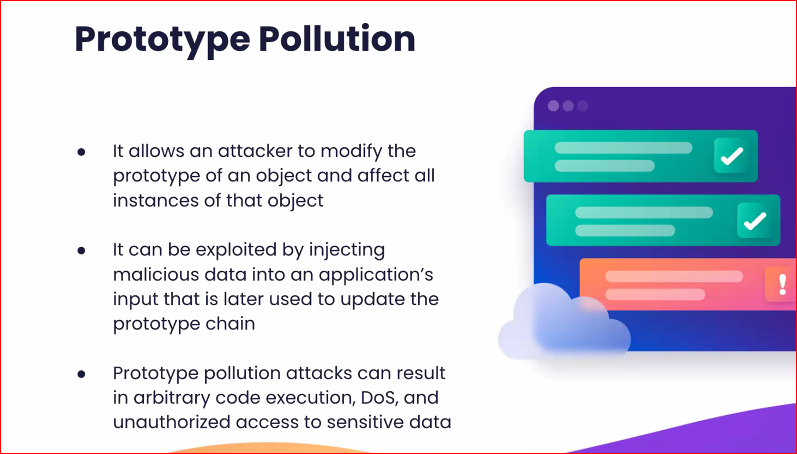 Prototype Pollution
● It allows an attacker to modify the
prototype of an object and affect all
instances of that object
● It can be exploited by injecting
malicious data into an application’s
input that is later used to update the
prototype chain
● Prototype pollution attacks can result
in arbitrary code execution, DoS, and
unauthorized access to sensitive data